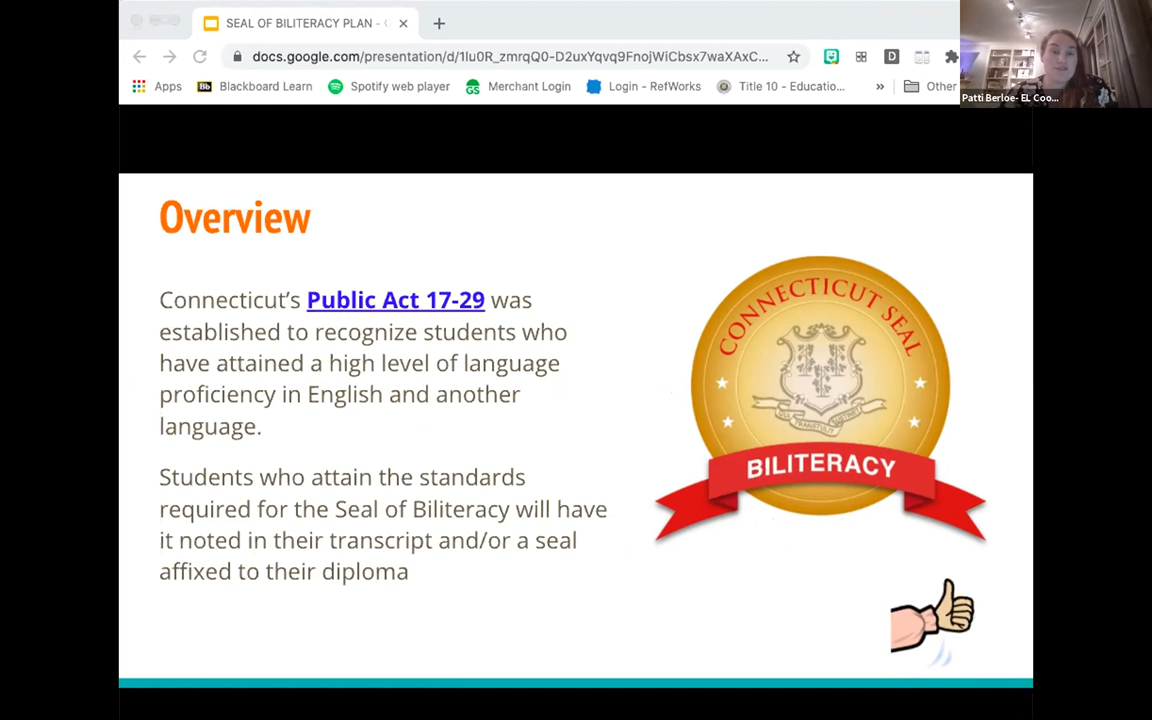 SEAL OF BILITERACY PLAN -
docs.google.com/presentation/d/1lu0R_zmrqQ0-D2uxYqvq9FnojWiCbsx7waXAxC...
Apps Blackboard Learn Spotify web player Merchant Login Login - RefWorks Title 10 - Educatio... » Other
Patti Berloe- EL Coo...
Overview
Connecticut’s Public Act 17-29 was
established to recognize students who
have attained a high level of language
proficiency in English and another
language.
Students who attain the standards
required for the Seal of Biliteracy will have
it noted in their transcript and/or a seal
affixed to their diploma
CONNECTICUT SEAL
BILITERACY